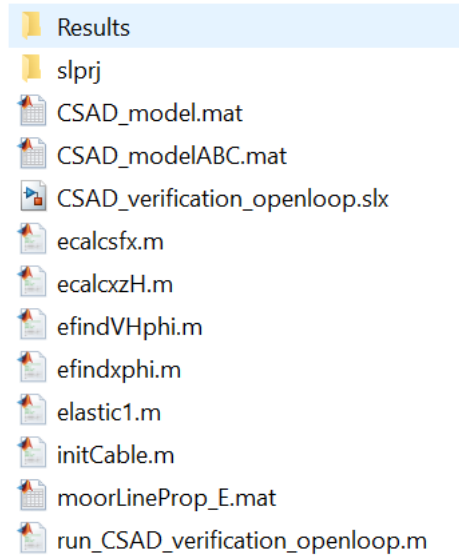 Results
slprj
CSAD_model.mat
CSAD_modelABC.mat
CSAD_verification_openloop.slx
ecalcsfx.m
ecalcxzH.m
efindVHphi.m
efindxphi.m
elastic1.m
initCable.m
moorLineProp_E.mat
run_CSAD_verification_openloop.m